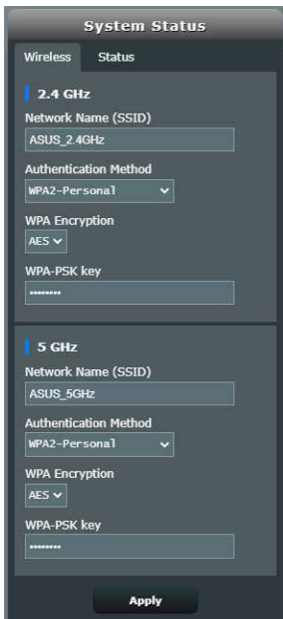 System Status
Wireless Status
2.4 GHz
Network Name (SSID)
ASUS_2.4GHz
Authentication Method
WPA2-Personal
WPA Encryption
AES
WPA-PSK key
••••••••
5 GHz
Network Name (SSID)
ASUS_5GHz
Authentication Method
WPA2-Personal
WPA Encryption
AES
WPA-PSK key
••••••••
Apply